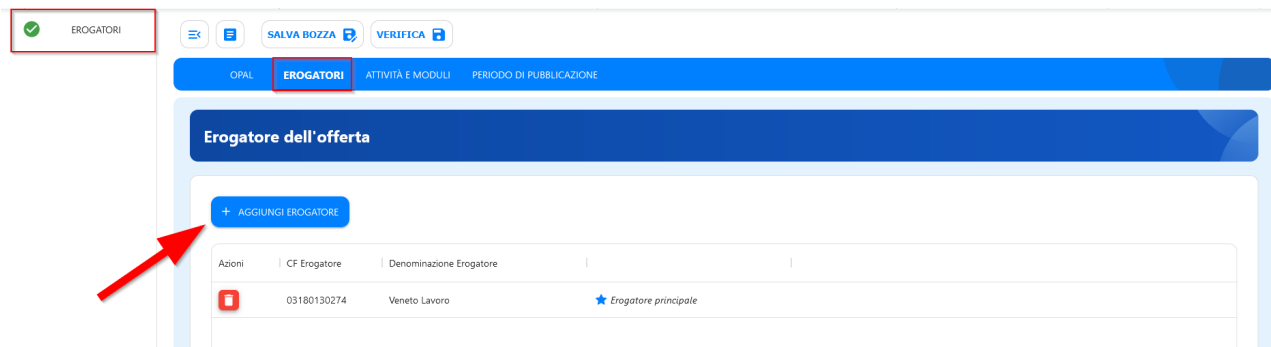 EROGATORI
SALVA BOZZA VERIFICA
OPAL EROGATORI ATTIVITÀ E MODULI PERIODO DI PUBBLICAZIONE
Erogatore dell'offerta
+ AGGIUNGI EROGATORE
Azioni CF Erogatore Denominazione Erogatore
03180130274 Veneto Lavoro Erogatore principale